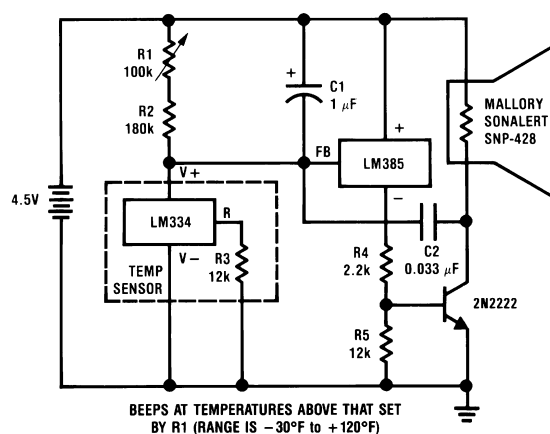 R1
100k
C1
1 μF
+
R2
180k
MALLORY
SONALERT
SNP-428
+
FB
LM385
−
V+
4.5V
LM334
R
V−
R3
12k
TEMP
SENSOR
R4
2.2k
C2
0.033 μF
2N2222
R5
12k
BEEPS AT TEMPERATURES ABOVE THAT SET
BY R1 (RANGE IS −30°F to +120°F)